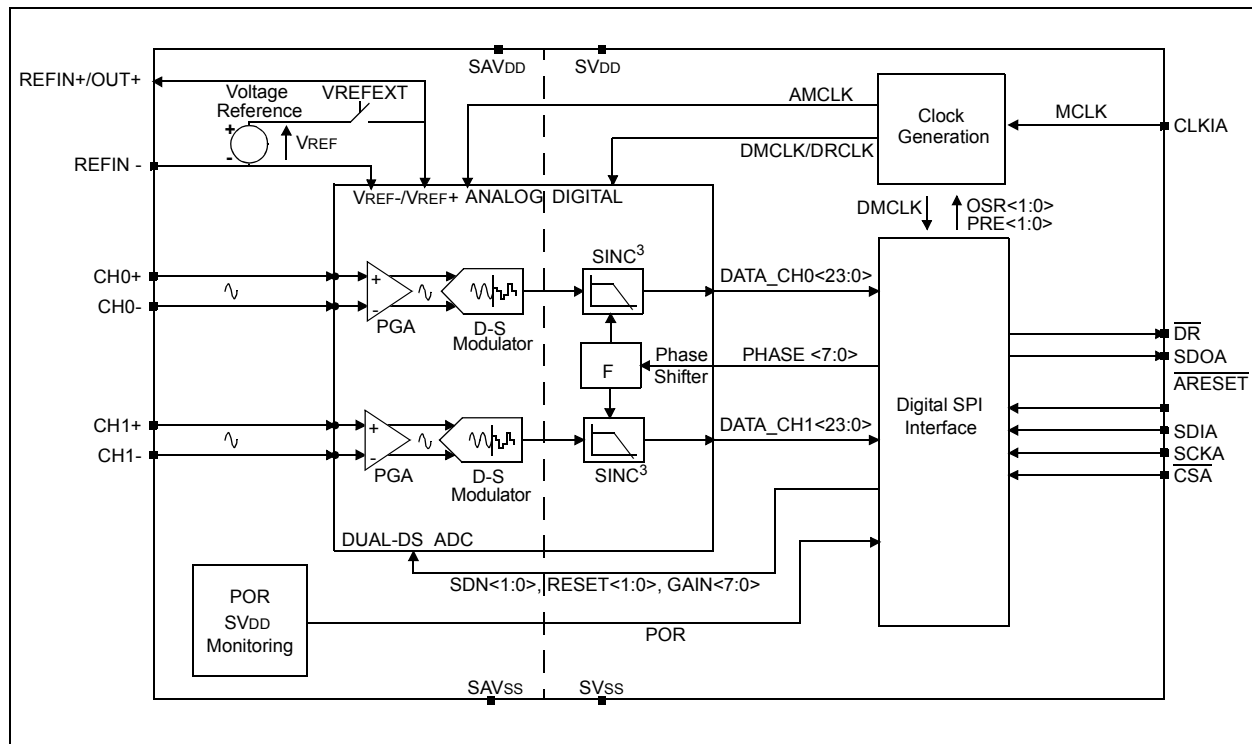 SAVDD
SVDD
REFIN+/OUT+
Voltage
Reference
VREFEXT
+
-
VREF
REFIN -
AMCLK
Clock
Generation
MCLK
CLKIA
DMCLK/DRCLK
VREF-/VREF+ ANALOG DIGITAL
DMCLK
OSR<1:0>
PRE<1:0>
CH0+
CH0-
+
-
PGA
D-S
Modulator
SINC3
DATA_CH0<23:0>
F
Phase
Shifter
PHASE <7:0>
Digital SPI
Interface
DR
SDOA
ARESET
SDIA
SCKA
CSA
CH1+
CH1-
+
-
PGA
D-S
Modulator
SINC3
DATA_CH1<23:0>
DUAL-DS ADC
SDN<1:0>, RESET<1:0>, GAIN<7:0>
POR
SVDD
Monitoring
POR
SAVSS
SVSS